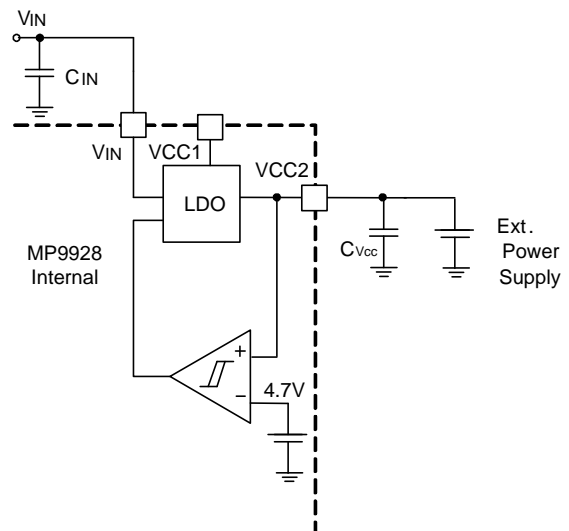 VIN
CIN
VIN
VCC1
VCC2
LDO
CVcc
Ext.
Power
Supply
MP9928
Internal
+
4.7V
−